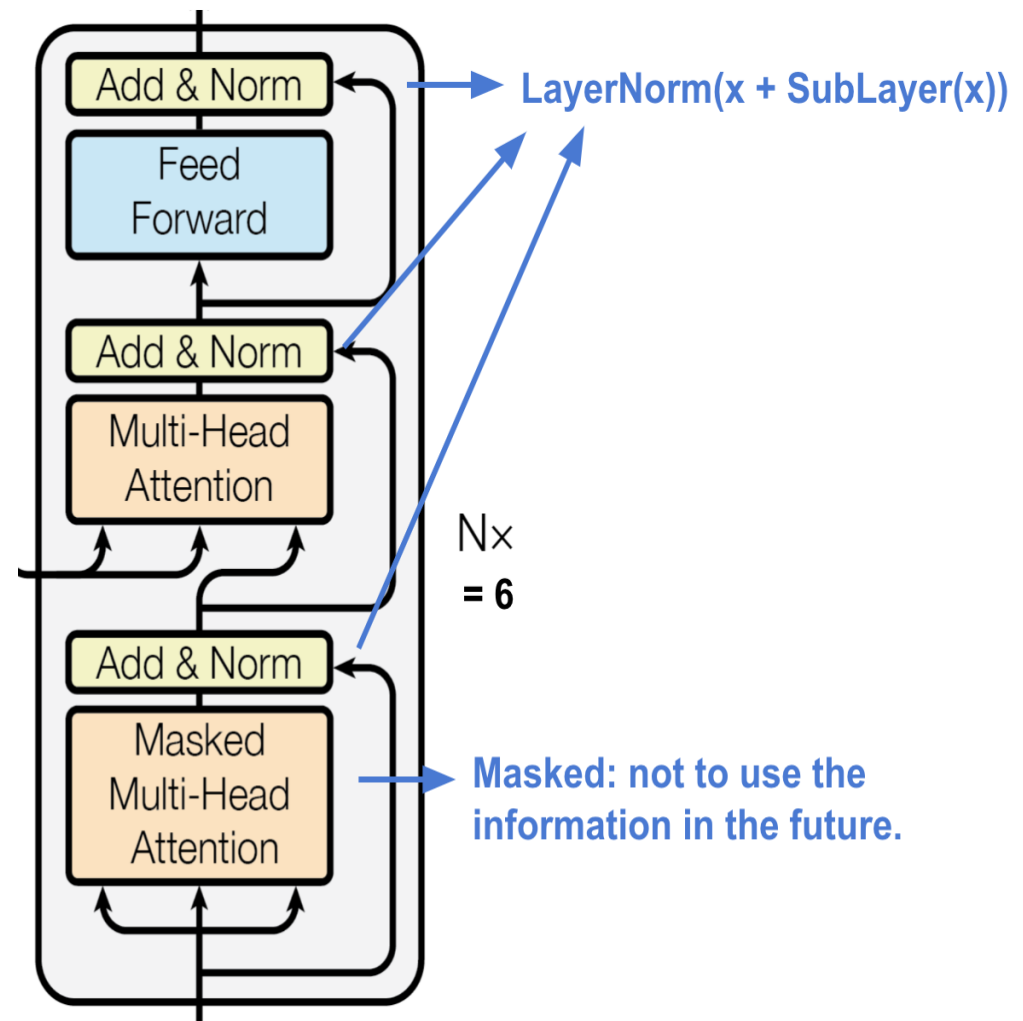 Add & Norm
LayerNorm(x + SubLayer(x))
Feed
Forward
Add & Norm
Multi-Head
Attention
N×
= 6
Add & Norm
Masked
Multi-Head
Attention
Masked: not to use the
information in the future.